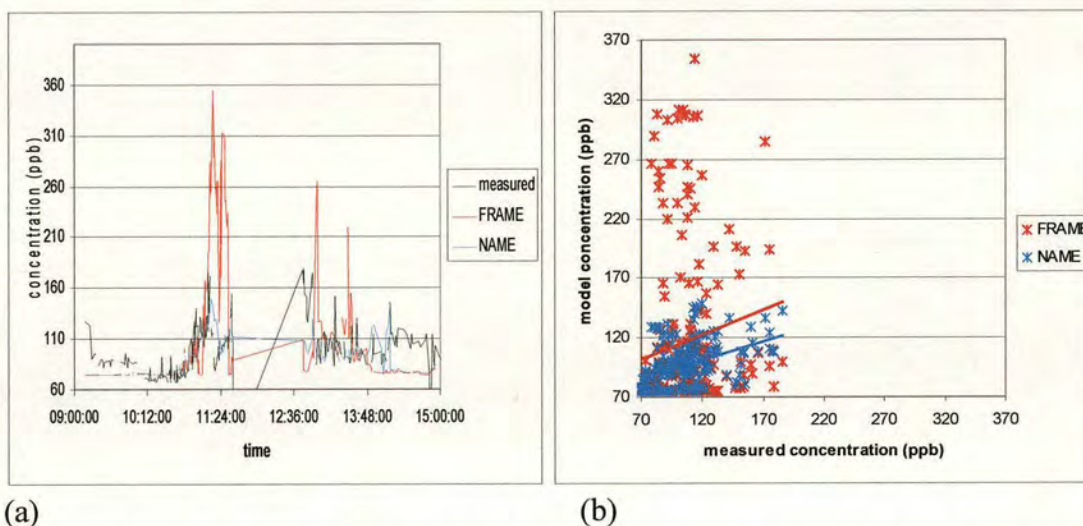 360
310
260
210
160
110
60
concentration (ppb)
09:00:00 10:12:00 11:24:00 12:36:00 13:48:00 15:00:00
time
measured
FRAME
NAME
(a)
370
320
270
220
170
120
70
model concentration (ppb)
70 120 170 220 270 320 370
measured concentration (ppb)
FRAME
NAME
(b)